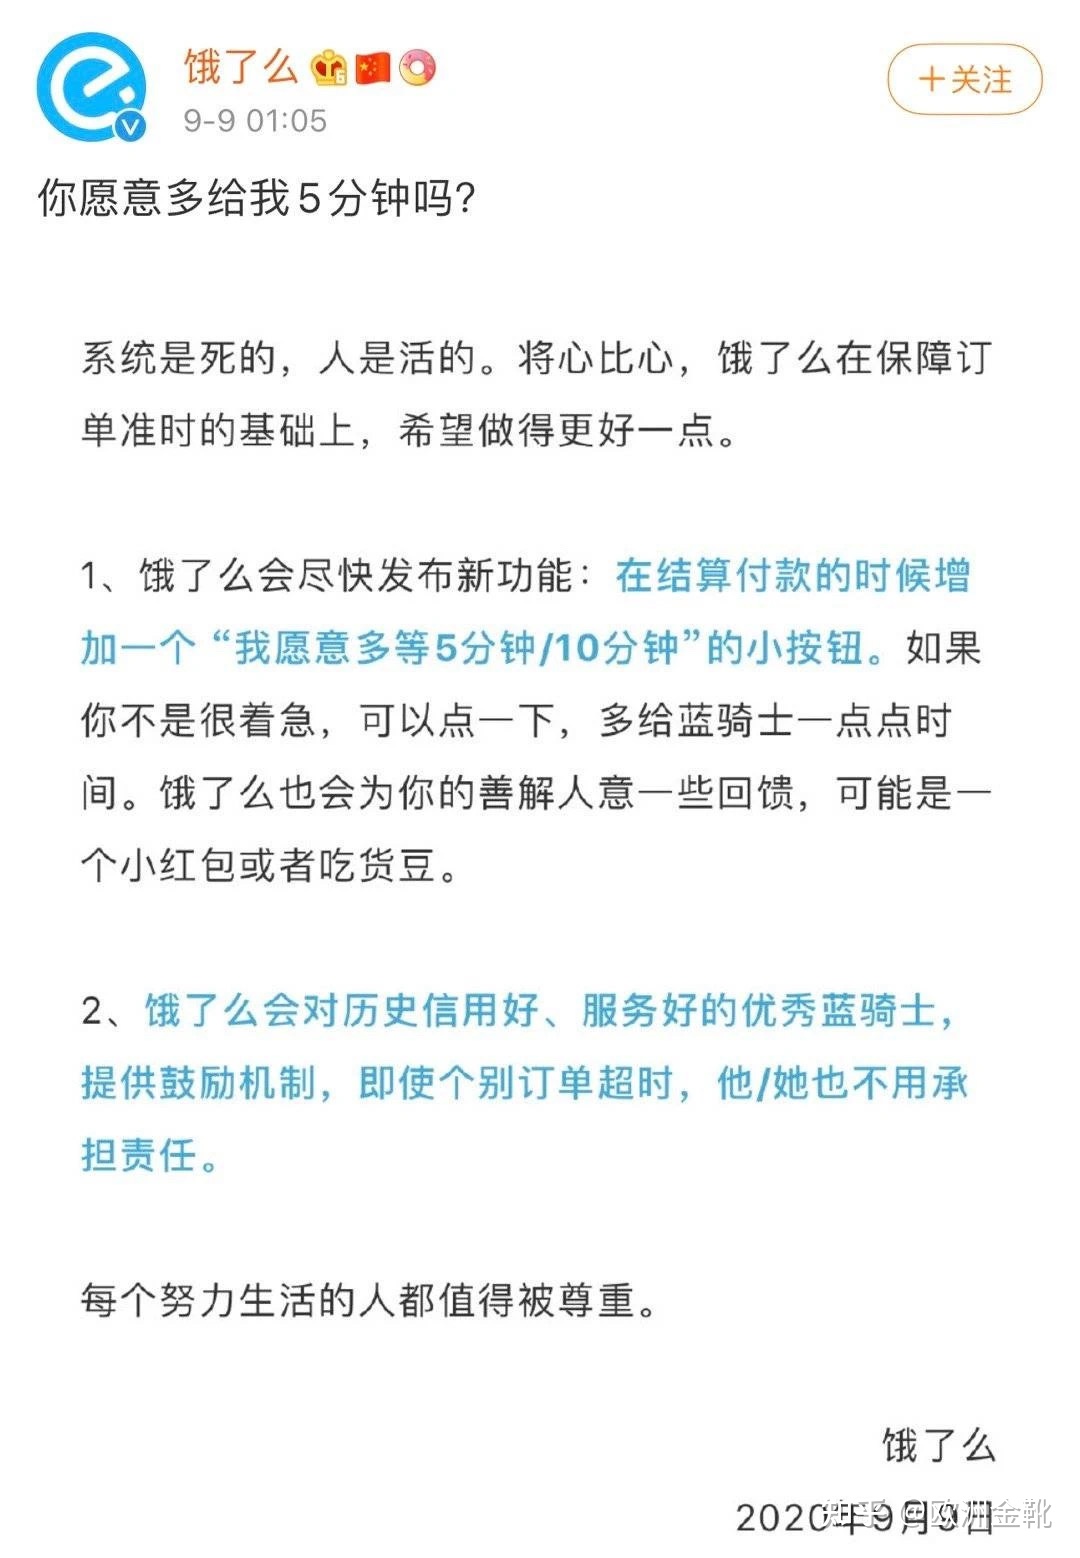 饿了么
6
9-9 01:05
十关注
你愿意多给我5分钟吗?
系统是死的，人是活的。将心比心，饿了么在保障订
单准时的基础上，希望做得更好一点。
1、饿了么会尽快发布新功能：在结算付款的时候增
加一个“我愿意多等5分钟/10分钟”的小按钮。如果
你不是很着急，可以点一下，多给蓝骑士一点点时
间。饿了么也会为你的善解人意一些回馈，可能是一
个小红包或者吃货豆。
2、饿了么会对历史信用好、服务好的优秀蓝骑士，
提供鼓励机制，即使个别订单超时，他/她也不用承
担责任。
每个努力生活的人都值得被尊重。
饿了么
2020年9月9日
知乎 @欧洲金靴